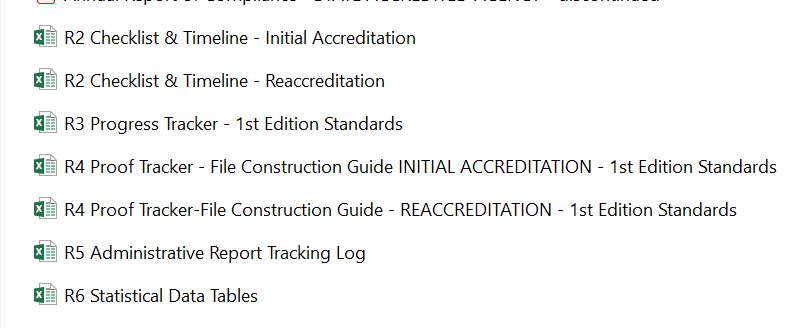 R2 Checklist & Timeline - Initial Accreditation
R2 Checklist & Timeline - Reaccreditation
R3 Progress Tracker - 1st Edition Standards
R4 Proof Tracker - File Construction Guide INITIAL ACCREDITATION - 1st Edition Standards
R4 Proof Tracker-File Construction Guide - REACCREDITATION - 1st Edition Standards
R5 Administrative Report Tracking Log
R6 Statistical Data Tables